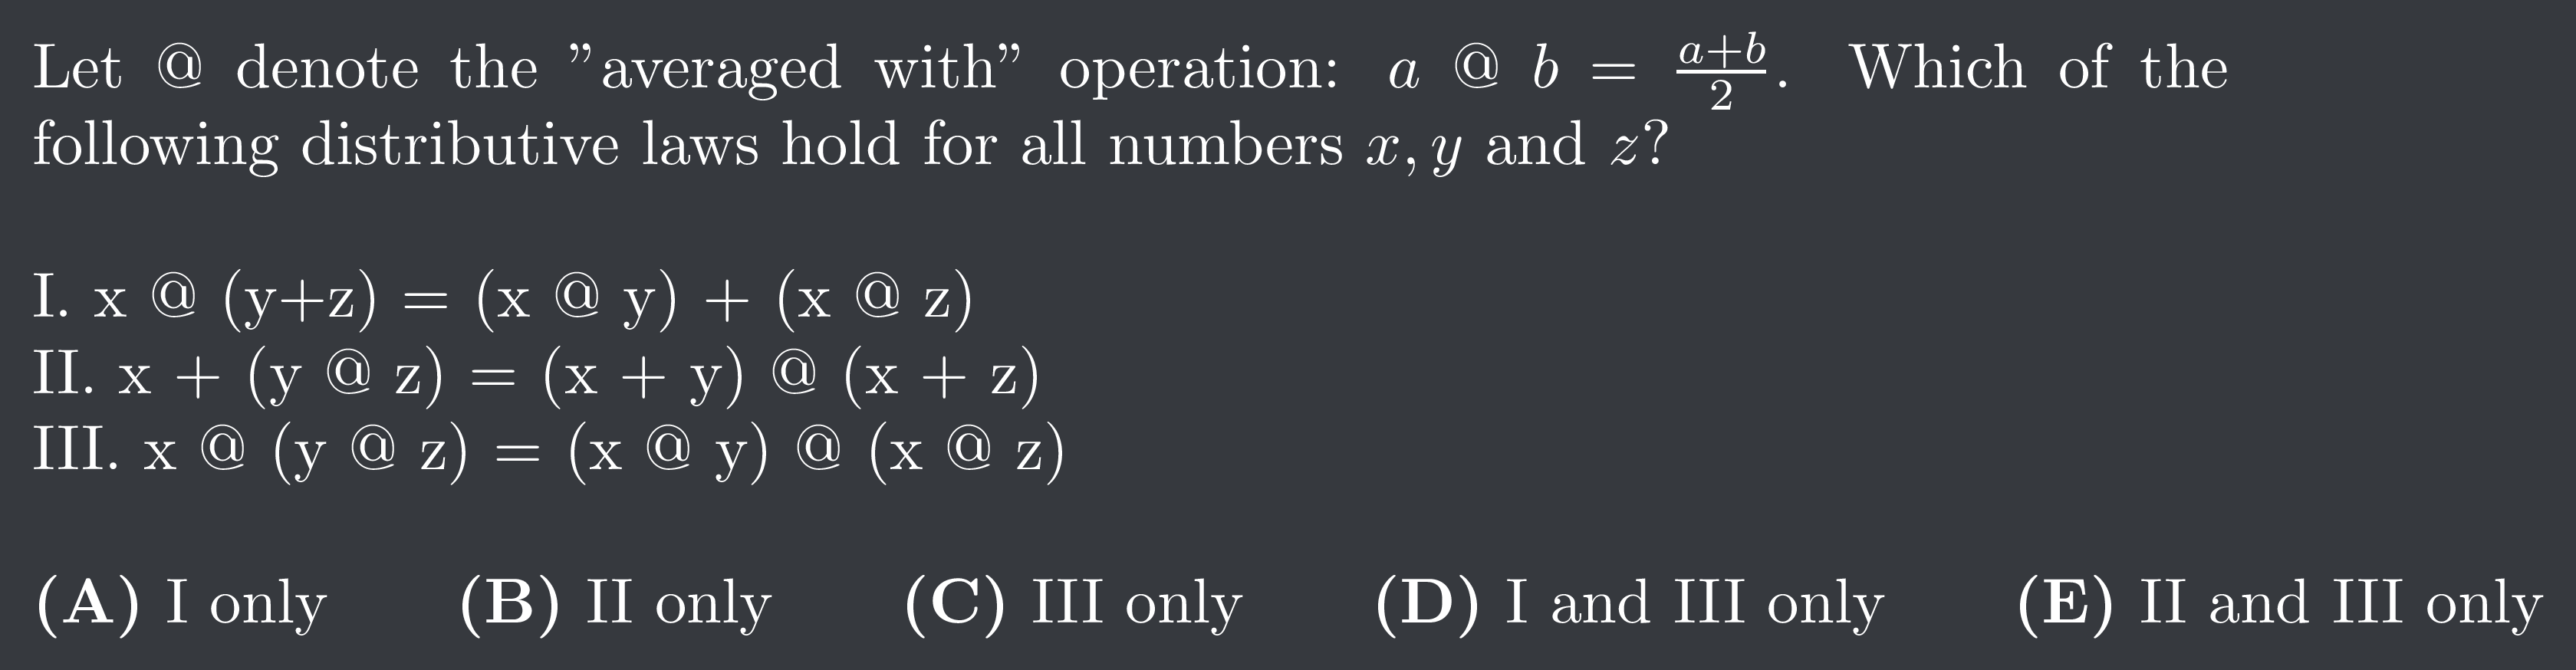 Let @ denote the ”averaged with” operation: a @ b = \frac{a+b}{2}. Which of the
following distributive laws hold for all numbers x, y and z?
I. x @ (y+z) = (x @ y) + (x @ z)
II. x + (y @ z) = (x + y) @ (x + z)
III. x @ (y @ z) = (x @ y) @ (x @ z)
(A) I only (B) II only (C) III only (D) I and III only (E) II and III only